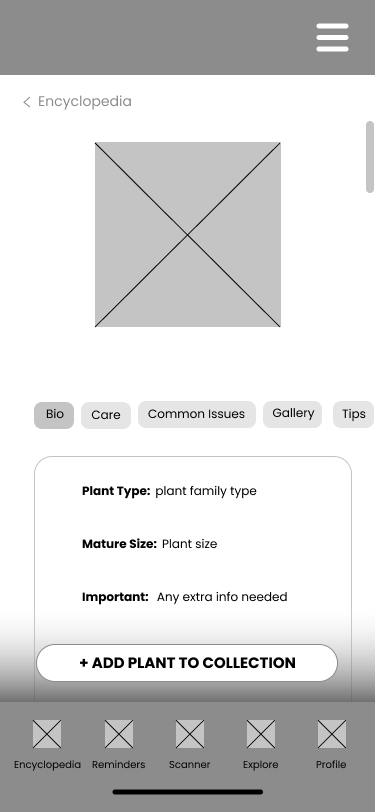 Encyclopedia
Bio Care Common Issues Gallery Tips
Plant Type: plant family type
Mature Size: Plant size
Important: Any extra info needed
+ ADD PLANT TO COLLECTION
Encyclopedia Reminders Scanner Explore Profile